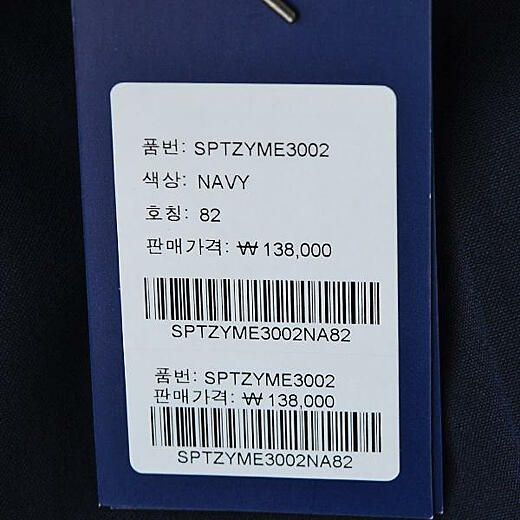 품번: SPTZYME3002
색상: NAVY
호칭: 82
판매가격: ₩ 138,000
SPTZYME3002NA82
품번: SPTZYME3002
판매가격: ₩ 138,000
SPTZYME3002NA82